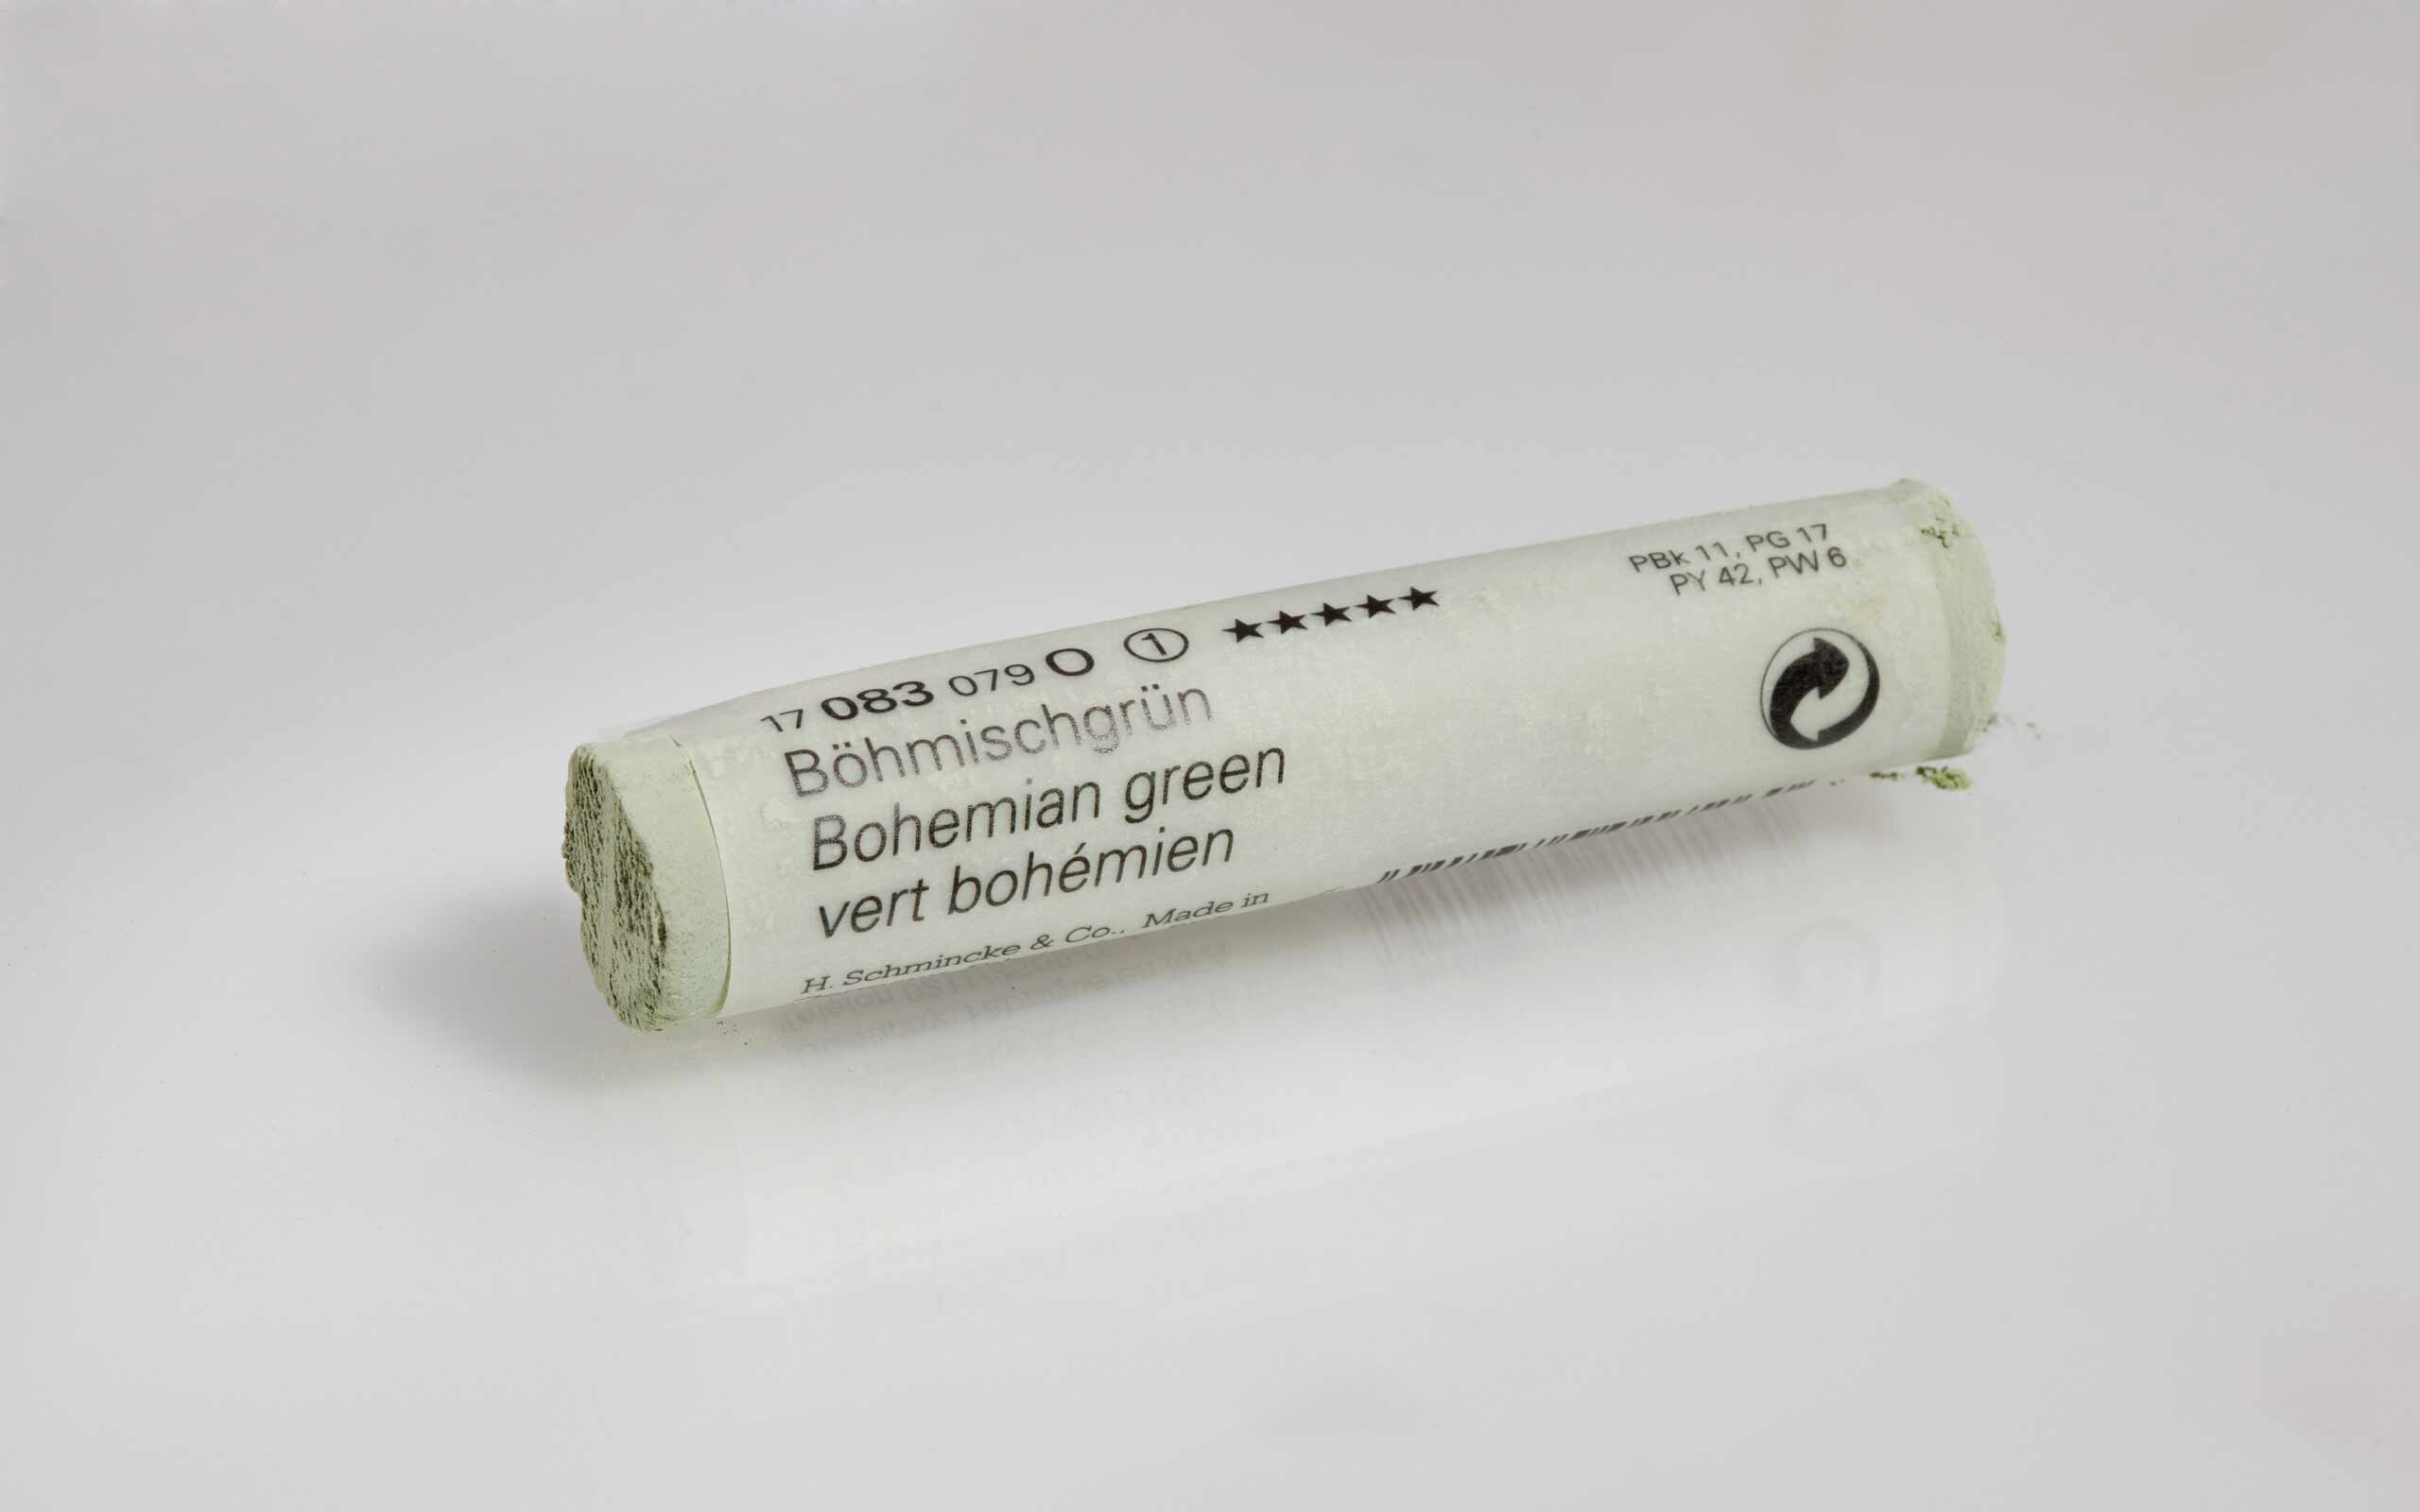 17 083 079 O 1 ★★★★★
Böhmischgrün
Bohemian green
vert bohémien
H. Schmincke & Co., Made in
PBk 11, PG 17
PY 42, PW 6